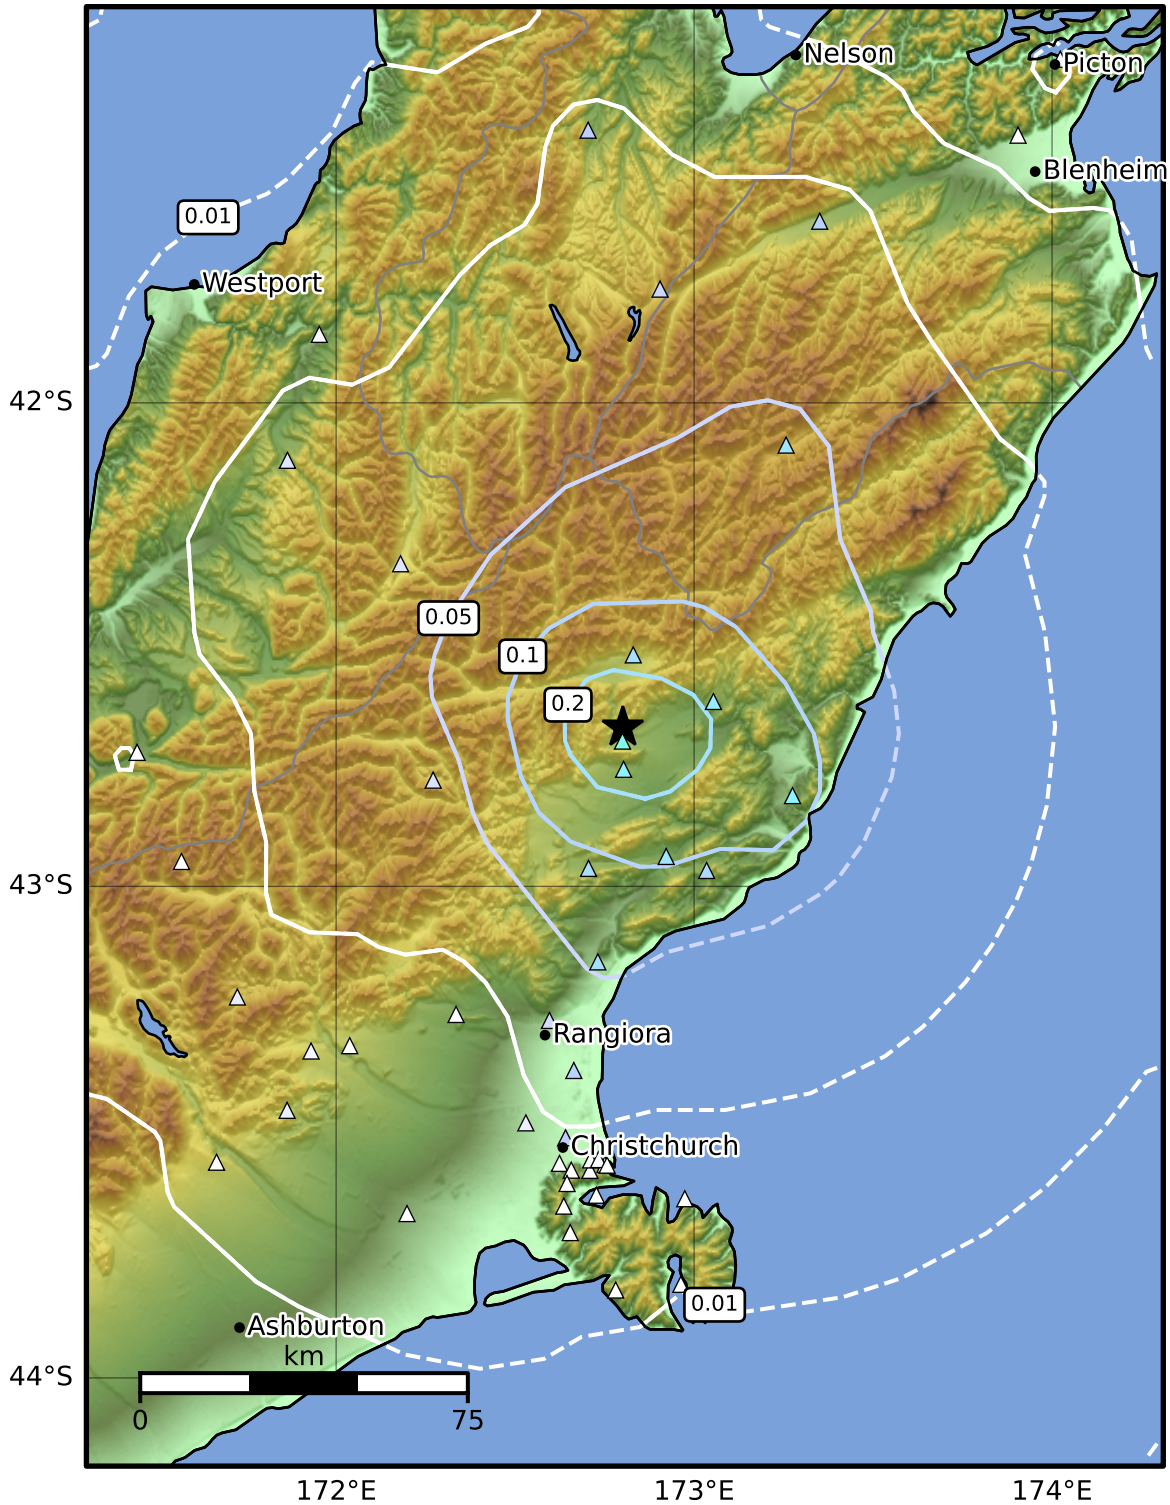 Nelson
Picton
Blenheim
0.01
Westport
42°S
0.05
0.1
0.2
43°S
Rangiora
Christchurch
0.01
Ashburton
km
44°S
0
75
172°E
173°E
174°E